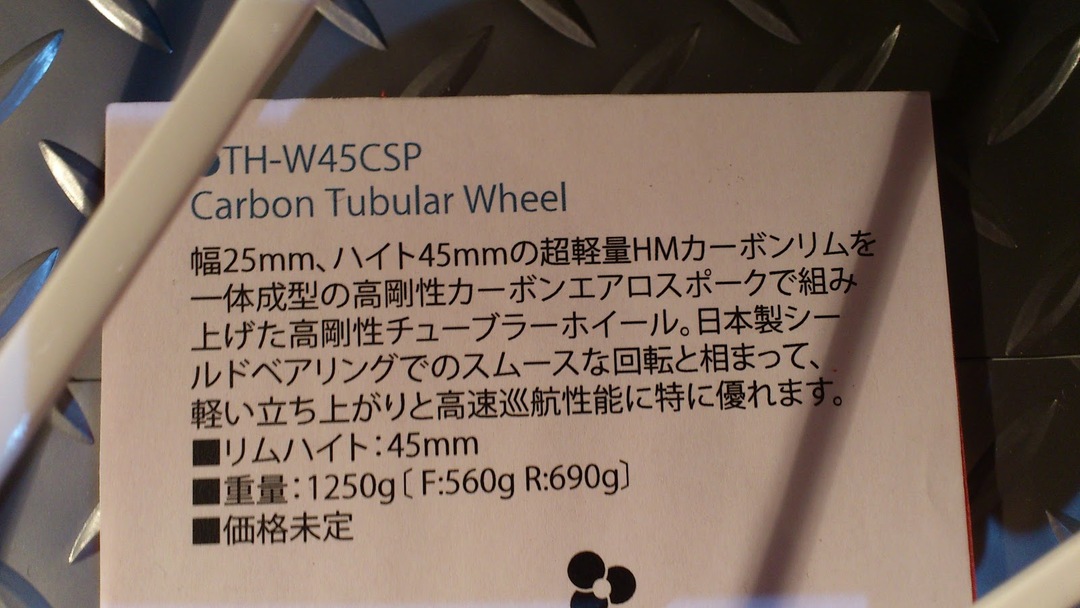 ●TH-W45CSP
Carbon Tubular Wheel
幅25mm、ハイト45mmの超軽量HMカーボンリムを
一体成型の高剛性カーボンエアロスポークで組み
上げた高剛性チューブラーホイール。日本製シー
ルドベアリングでのスムースな回転と相まって、
軽い立ち上がりと高速巡航性能に特に優れます。
■リムハイト：45mm
■重量：1250g〔F:560g R:690g〕
■価格未定